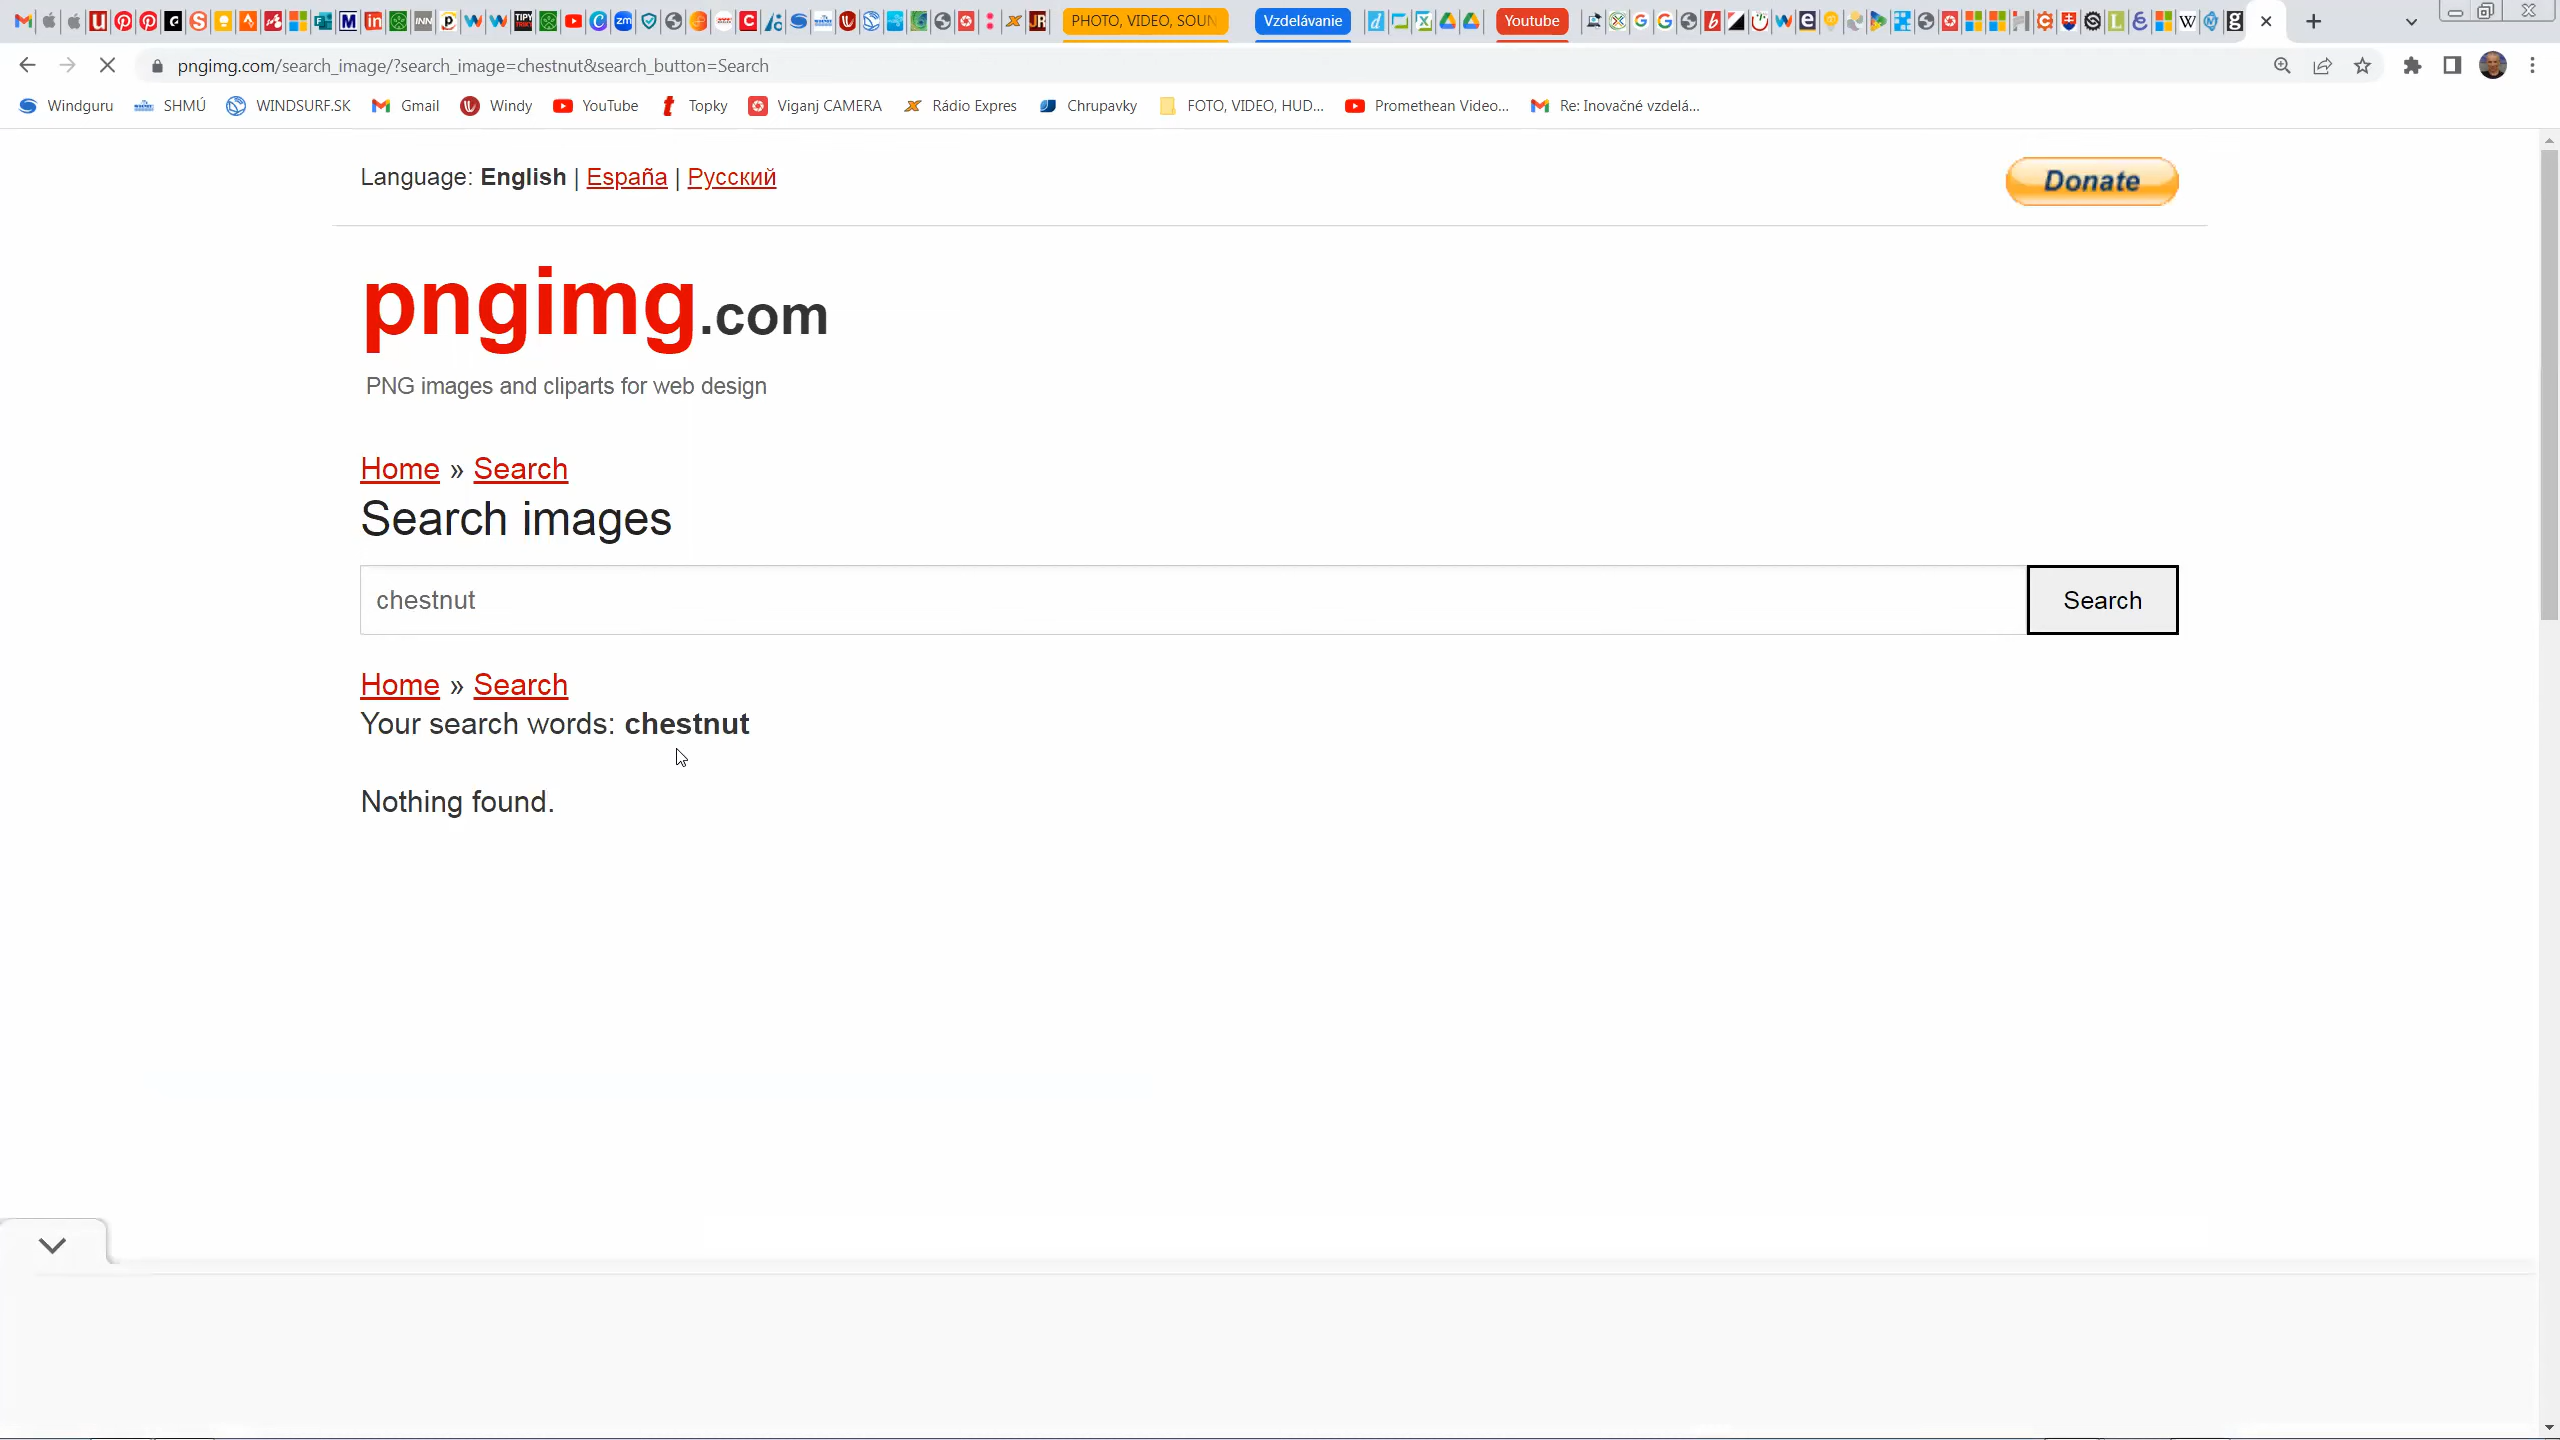 PHOTO, VIDEO, SOUN
Vzdelávanie
Youtube
pngimg.com/search_image/?search_image=chestnut&search_button=Search
Windguru
SHMÚ
WINDSURF.SK
Gmail
Windy
YouTube
Topky
Viganj CAMERA
Rádio Expres
Chrupavky
FOTO, VIDEO, HUD...
Promethean Video...
Re: Inovačné vzdelá...
Language: English | España | Русский
Donate
pngimg.com
PNG images and cliparts for web design
Home » Search
Search images
chestnut
Search
Home » Search
Your search words: chestnut
Nothing found.